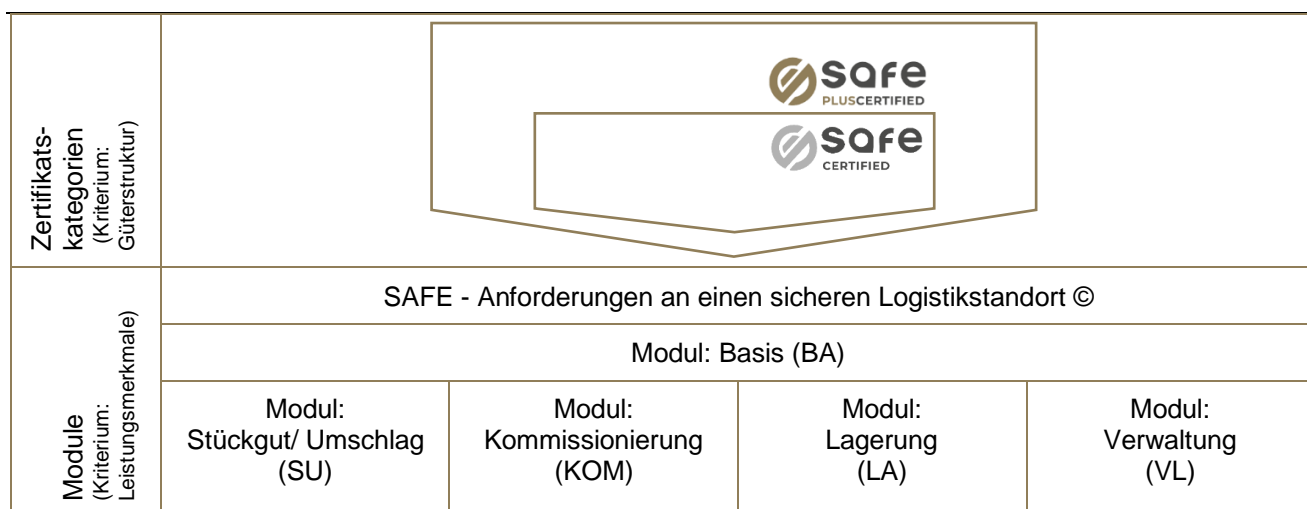 Zertifikats-
kategorien
(Kriterium:
Güterstruktur)
safe
PLUSCERTIFIED
safe
CERTIFIED
Module
(Kriterium:
Leistungsmerkmale)
SAFE - Anforderungen an einen sicheren Logistikstandort ©
Modul: Basis (BA)
Modul:
Stückgut/ Umschlag
(SU)
Modul:
Kommissionierung
(KOM)
Modul:
Lagerung
(LA)
Modul:
Verwaltung
(VL)